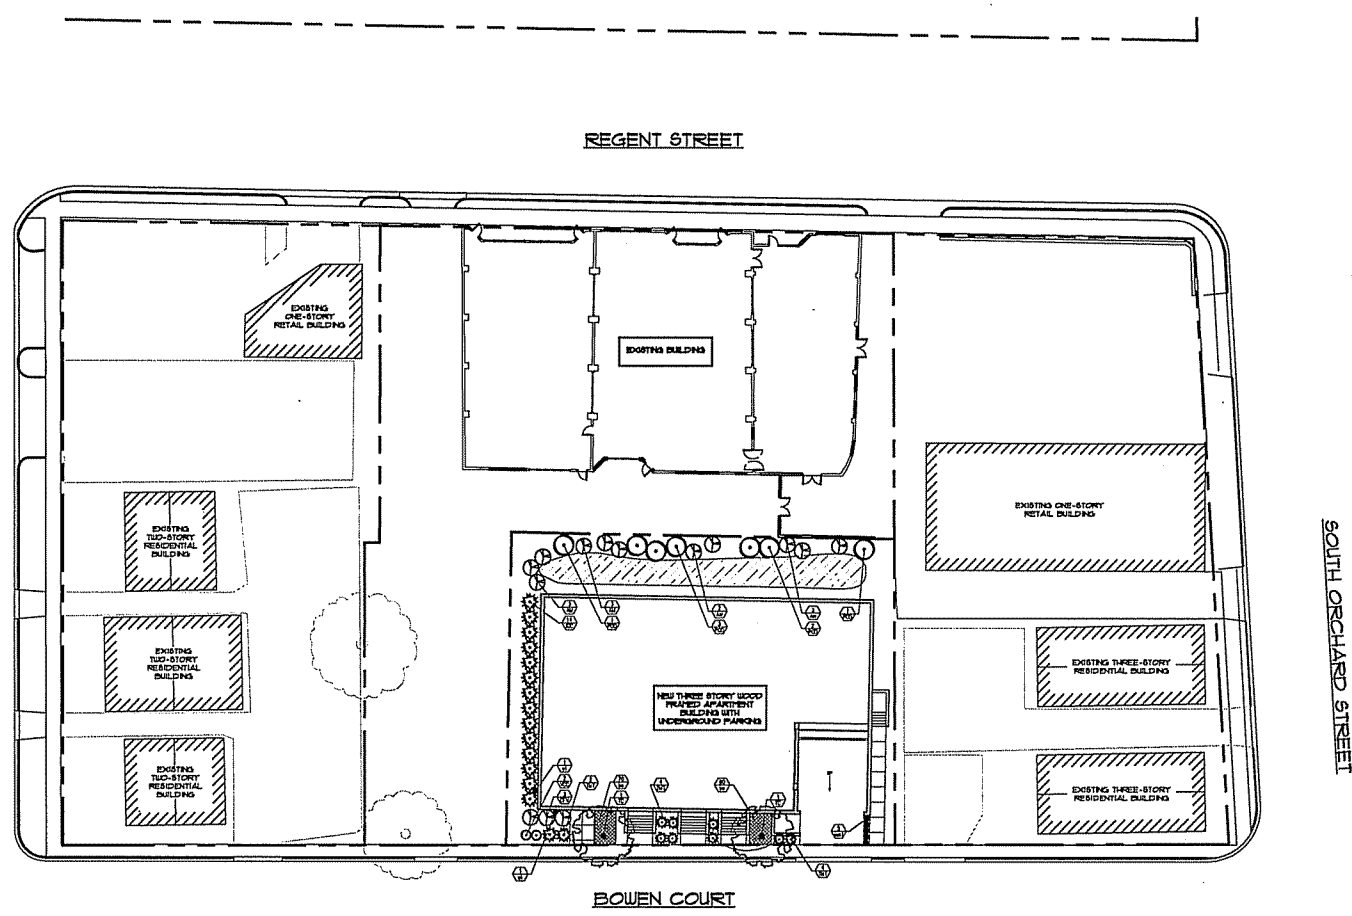 REGENT STREET
EXISTING
ONE-STORY
RETAIL BUILDING
EXISTING BUILDING
EXISTING ONE-STORY
RETAIL BUILDING
EXISTING
TWO-STORY
RESIDENTIAL
BUILDING
EXISTING
TWO-STORY
RESIDENTIAL
BUILDING
EXISTING THREE-STORY
RESIDENTIAL BUILDING
NEW THREE STORY WOOD
FRAMED APARTMENT
BUILDING WITH
UNDERGROUND PARKING
EXISTING
TWO-STORY
RESIDENTIAL
BUILDING
EXISTING THREE-STORY
RESIDENTIAL BUILDING
SOUTH ORCHARD STREET
BOWEN COURT